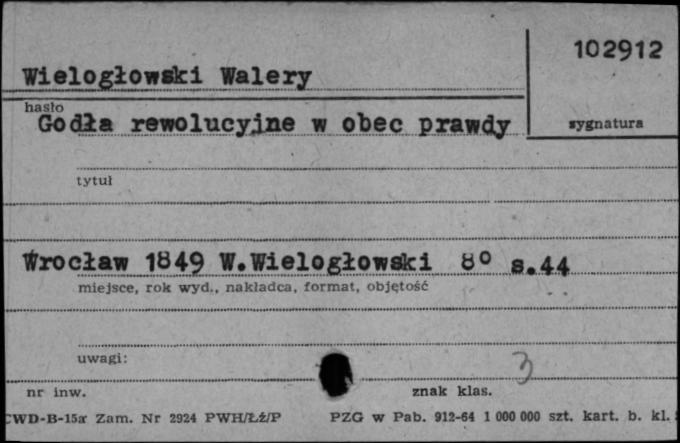 102912
Wielogłowski Walery
hasło
Godła rewolucyjne w obec prawdy
sygnatura
tytuł
Wrocław 1849 W.Wielogłowski 8° s.44
miejsce, rok wyd., nakładca, format, objętość
uwagi:
3
nr inw. znak klas.
CWD-B-15a Zam. Nr 2924 PWH/Łź/P PZG w Pab. 912-64 1 000 000 szt. kart. b. kl.